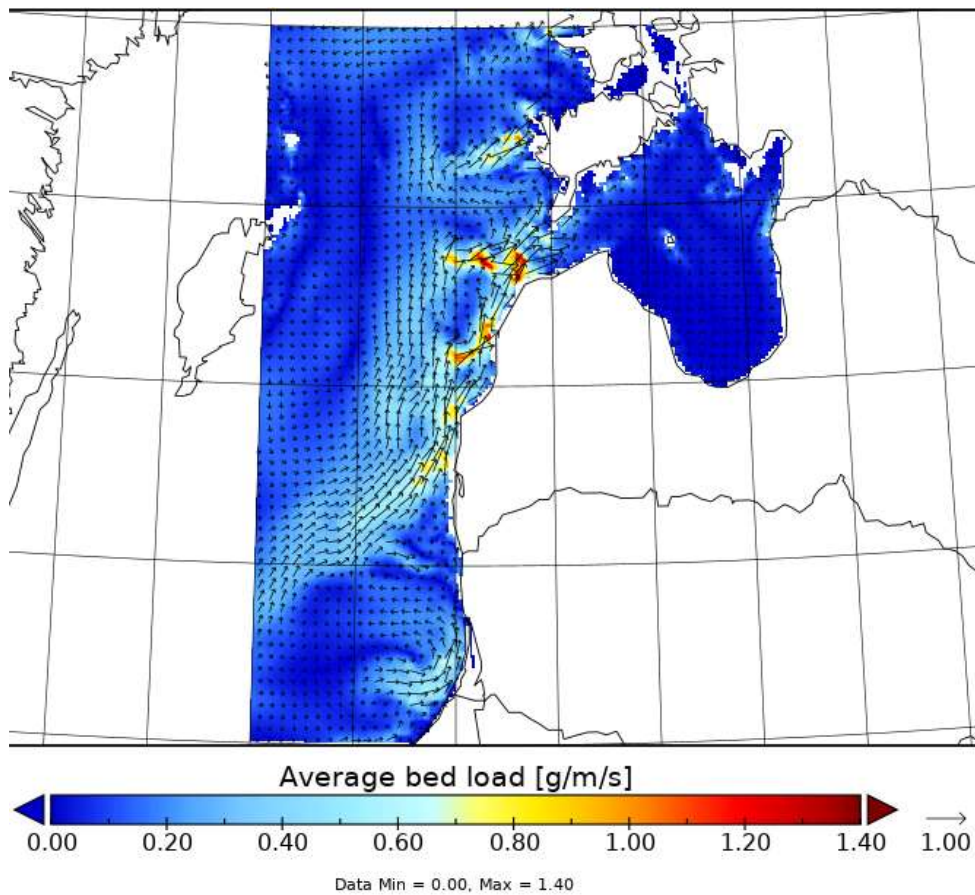 Average bed load [g/m/s]
0.00 0.20 0.40 0.60 0.80 1.00 1.20 1.40
1.00
Data Min = 0.00, Max = 1.40